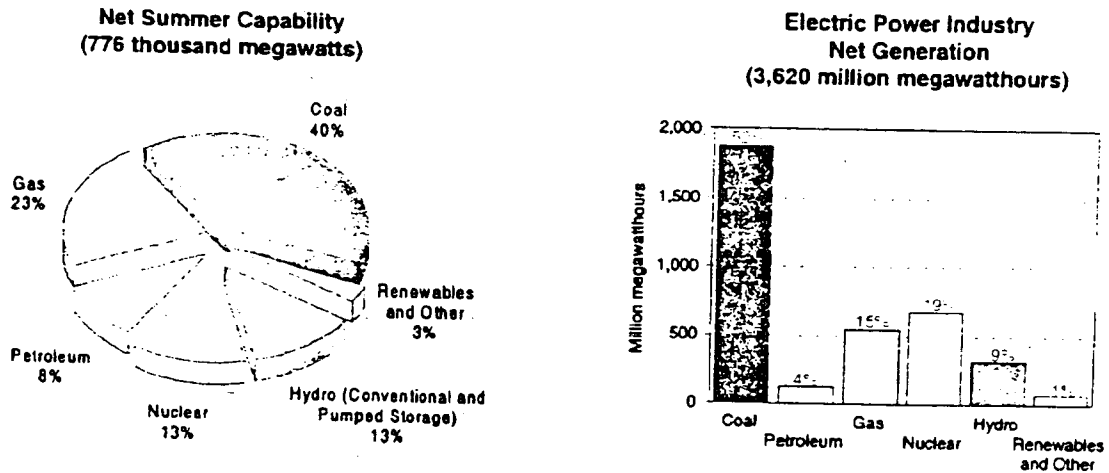 Net Summer Capability
(776 thousand megawatts)
Coal
40%
Gas
23%
Renewables
and Other
3%
Petroleum
8%
Nuclear
13%
Hydro (Conventional and
Pumped Storage)
13%
Electric Power Industry
Net Generation
(3,620 million megawatthours)
Million megawatthours
2,000
1,500
1,000
500
0
4%
15%
19%
9%
1%
Coal
Petroleum
Gas
Nuclear
Hydro
Renewables
and Other